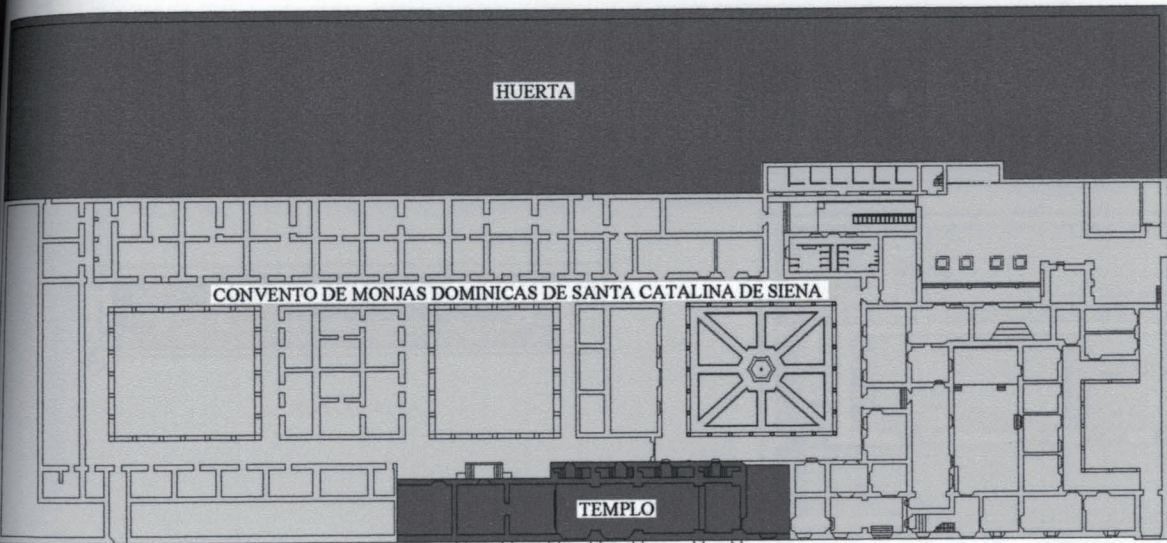 HUERTA
CONVENTO DE MONJAS DOMINICAS DE SANTA CATALINA DE SIENA
TEMPLO